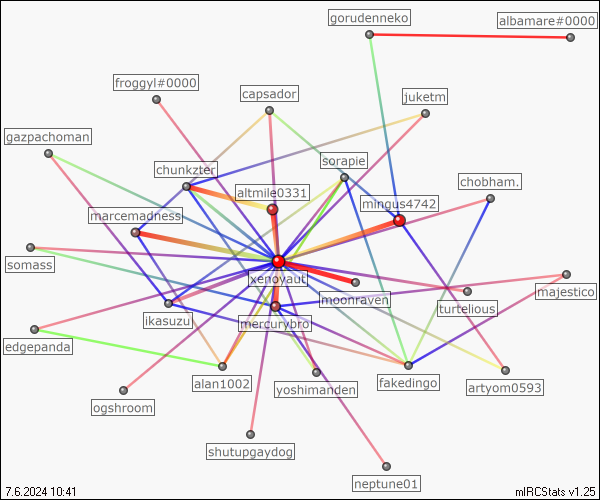 gorudenneko
albamare#0000
froggyl#0000
capsador
juketm
gazpachoman
sorapie
chunkzter
chobham.
altmile0331
mingus4742
marcemadness
somass
xenoyaut
moonraven
majestico
turtelious
ikasuzu
mercurybro
edgepanda
alan1002
yoshimanden
fakedingo
artyom0593
ogshroom
shutupgaydog
neptune01
7.6.2024 10:41
mIRCStats v1.25